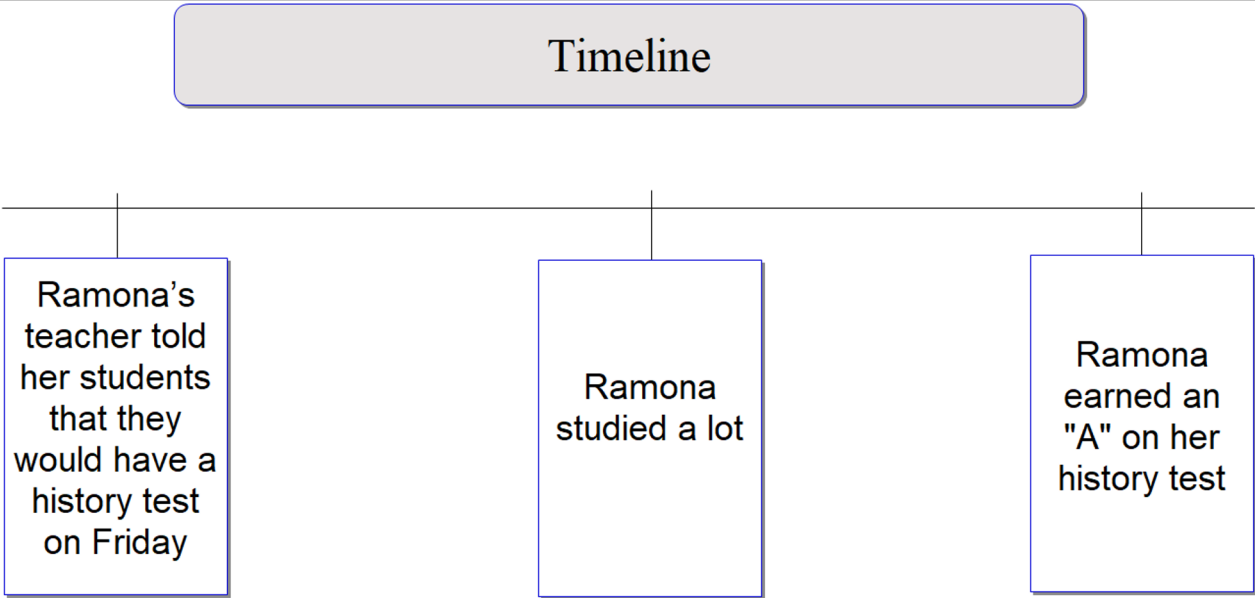 Timeline
Ramona’s
teacher told
her students
that they
would have a
history test
on Friday
Ramona
studied a lot
Ramona
earned an
"A" on her
history test